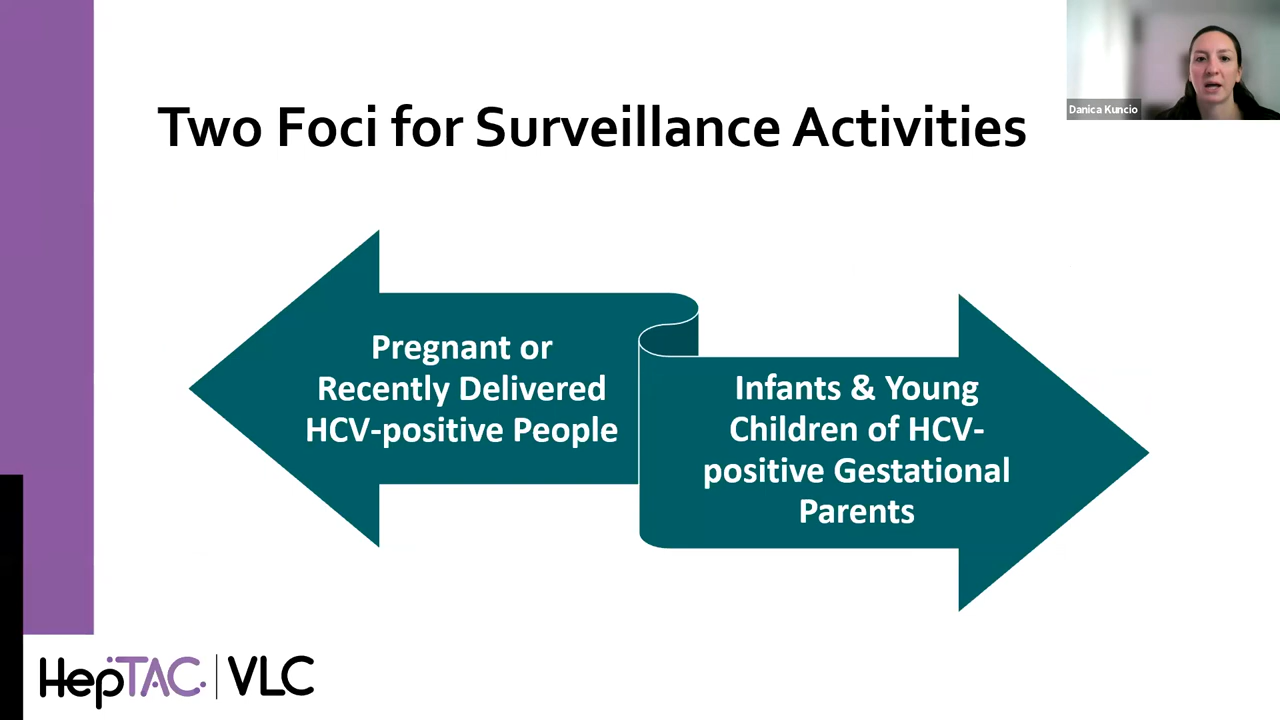 Danica Kuncio
Two Foci for Surveillance Activities
Pregnant or
Recently Delivered
HCV-positive People
Infants & Young
Children of HCV-
positive Gestational
Parents
HepTAC | VLC